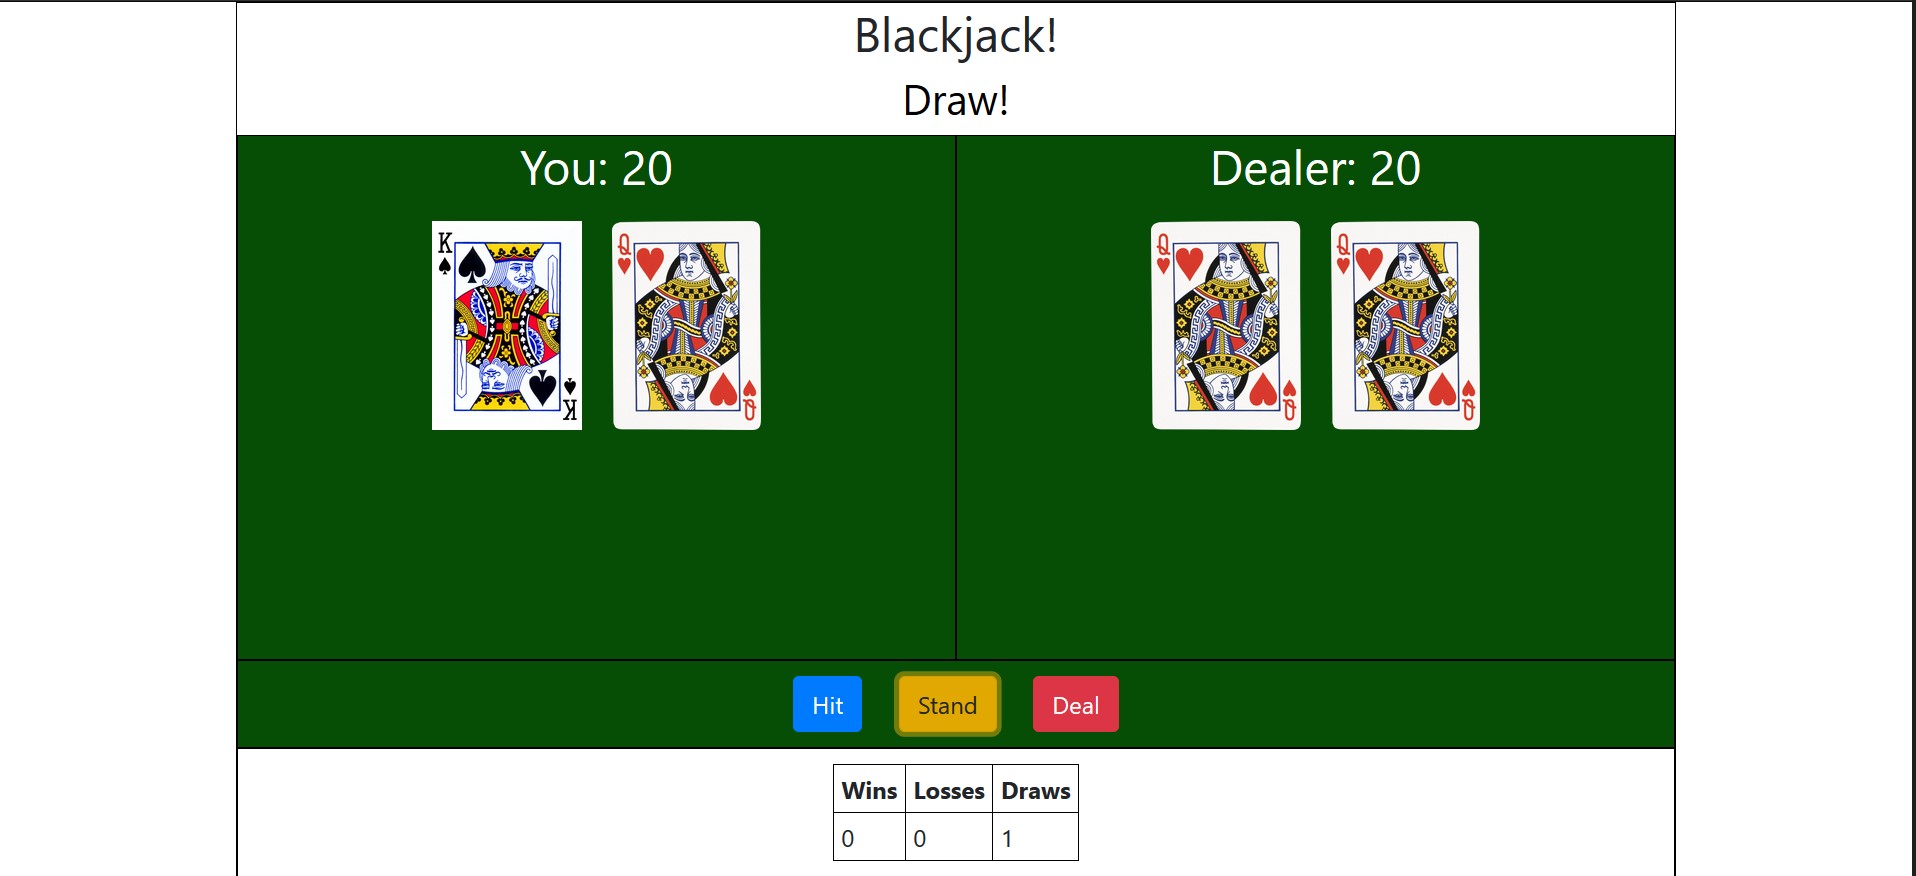 Blackjack!
Draw!
You: 20
Dealer: 20
K
K
Q
Q
Q
Q
Q
Q
Hit
Stand
Deal
Wins Losses Draws
0 0 1